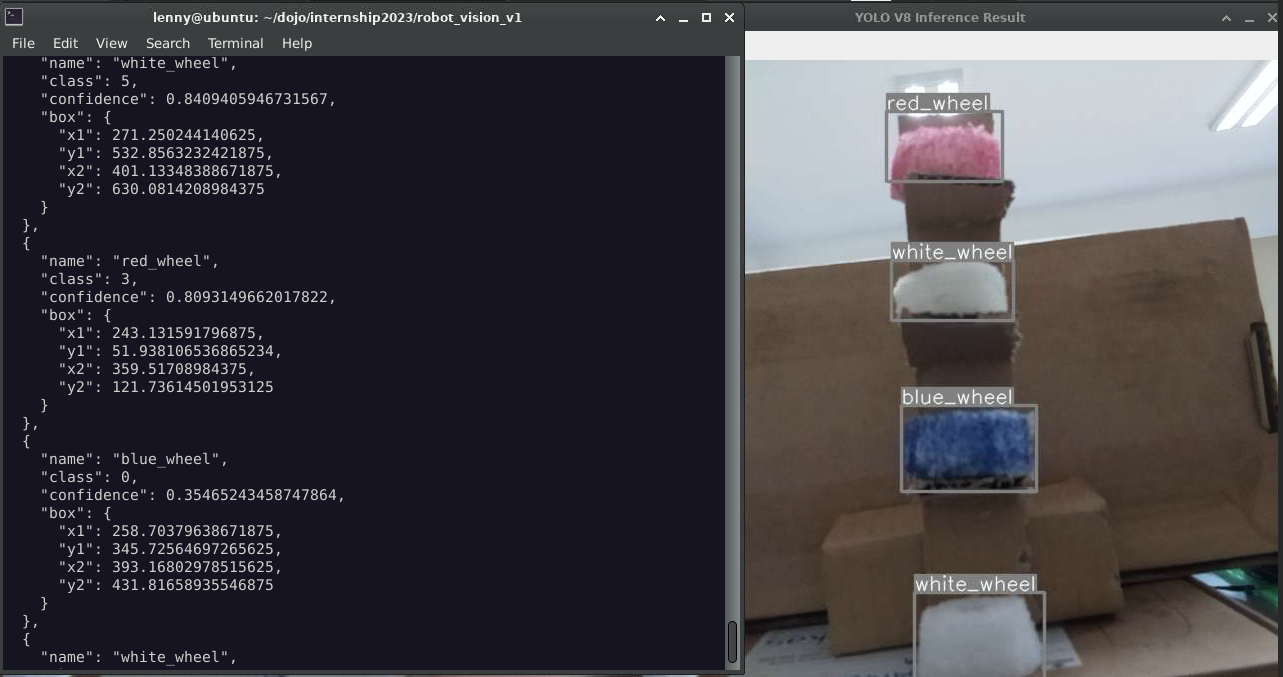 lenny@ubuntu: ~/dojo/internship2023/robot_vision_v1
File Edit View Search Terminal Help
"name": "white_wheel",
"class": 5,
"confidence": 0.8409405946731567,
"box": {
"x1": 271.250244140625,
"y1": 532.8563232421875,
"x2": 401.13348388671875,
"y2": 630.0814208984375
}
},
{
"name": "red_wheel",
"class": 3,
"confidence": 0.8093149662017822,
"box": {
"x1": 243.131591796875,
"y1": 51.938106536865234,
"x2": 359.51708984375,
"y2": 121.73614501953125
}
},
{
"name": "blue_wheel",
"class": 0,
"confidence": 0.35465243458747864,
"box": {
"x1": 258.70379638671875,
"y1": 345.72564697265625,
"x2": 393.16802978515625,
"y2": 431.81658935546875
}
},
{
"name": "white_wheel",
YOLO V8 Inference Result
red_wheel
white_wheel
blue_wheel
white_wheel